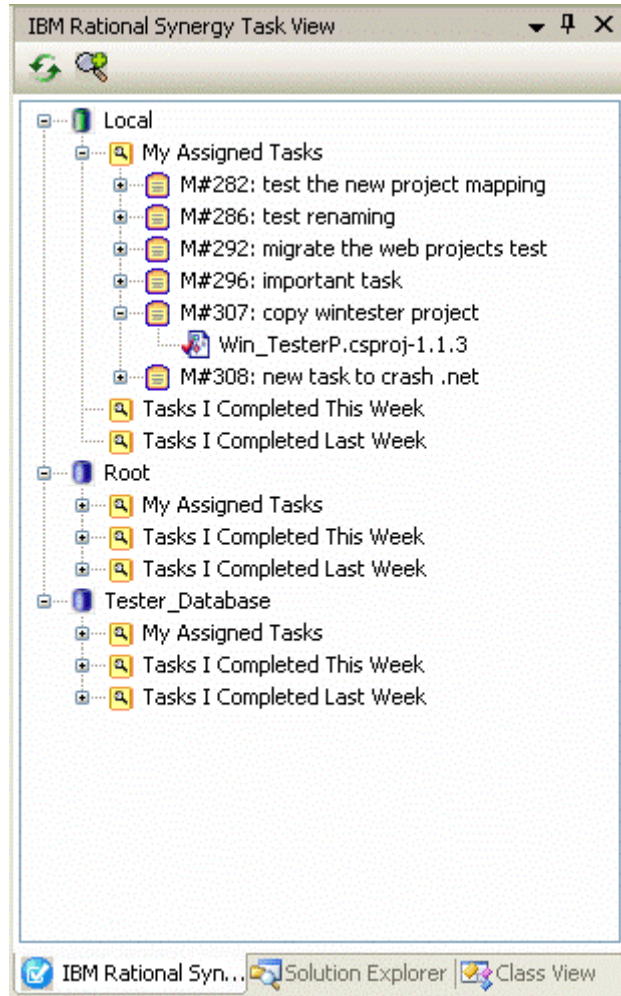 IBM Rational Synergy Task View
Local
My Assigned Tasks
M#282: test the new project mapping
M#286: test renaming
M#292: migrate the web projects test
M#296: important task
M#307: copy wintester project
Win_TesterP.csproj-1.1.3
M#308: new task to crash .net
Tasks I Completed This Week
Tasks I Completed Last Week
Root
My Assigned Tasks
Tasks I Completed This Week
Tasks I Completed Last Week
Tester_Database
My Assigned Tasks
Tasks I Completed This Week
Tasks I Completed Last Week
IBM Rational Syn... Solution Explorer Class View